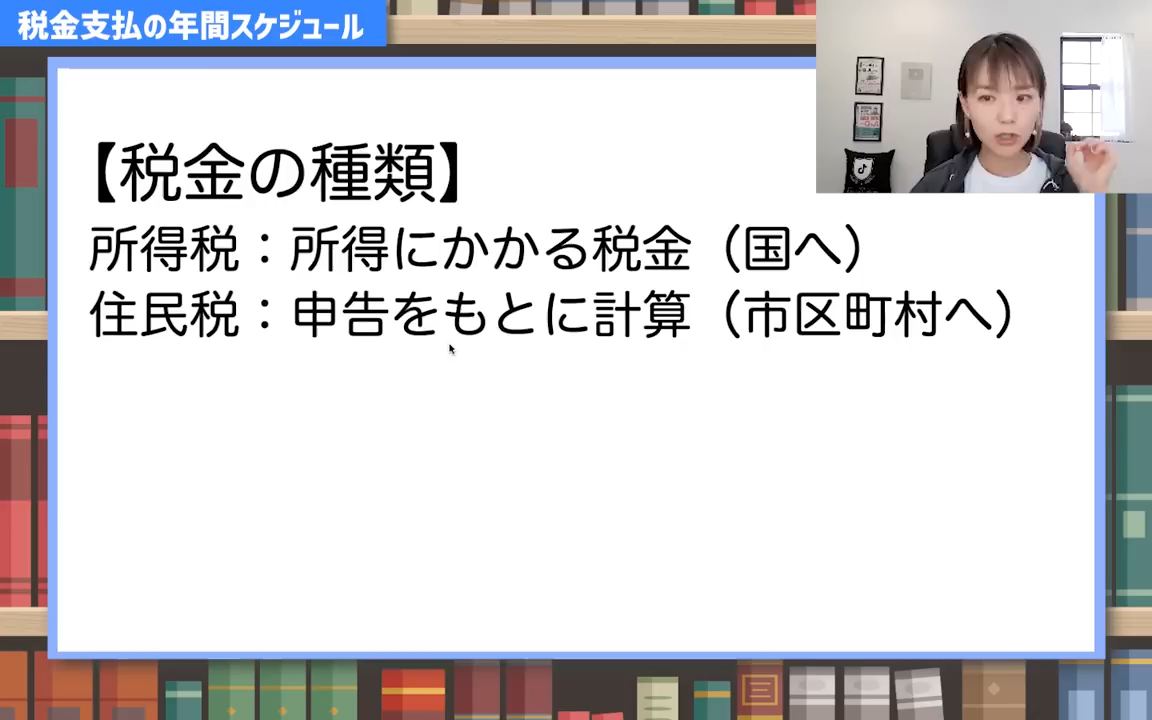 税金支払の年間スケジュール
【税金の種類】
所得税：所得にかかる税金（国へ）
住民税：申告をもとに計算（市区町村へ）